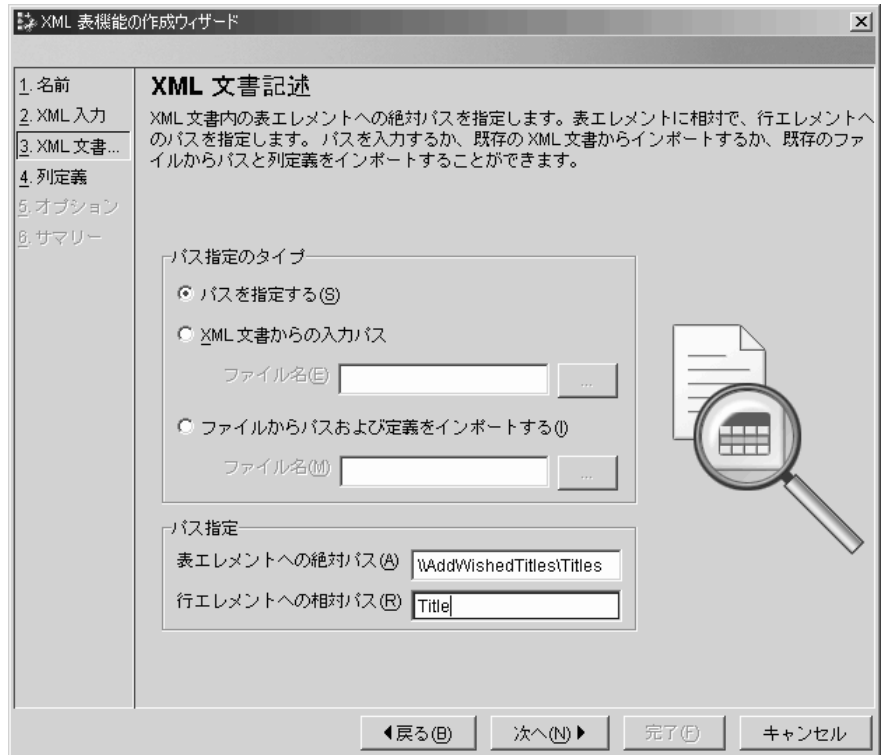 XML 表機能の作成ウィザード
1. 名前
2. XML 入力
3. XML 文書...
4. 列定義
5. オプション
6. サマリー
XML 文書記述
XML 文書内の表エレメントへの絶対パスを指定します。表エレメントに相対で、行エレメントへ
のパスを指定します。 パスを入力するか、既存の XML 文書からインポートするか、既存のファ
イルからパスと列定義をインポートすることができます。
パス指定のタイプ
パスを指定する(S)
XML 文書からの入力パス
ファイル名(E)
...
ファイルからパスおよび定義をインポートする(I)
ファイル名(M)
...
パス指定
表エレメントへの絶対パス(A) \\AddWishedTitles\Titles
行エレメントへの相対パス(R) Title
戻る(B) 次へ(N) 完了(F) キャンセル